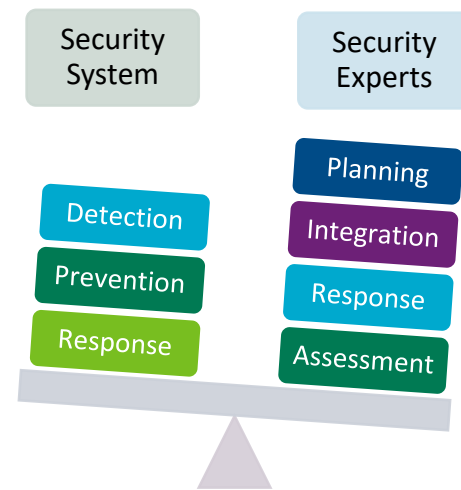 Security
System
Security
Experts
Detection
Prevention
Response
Planning
Integration
Response
Assessment